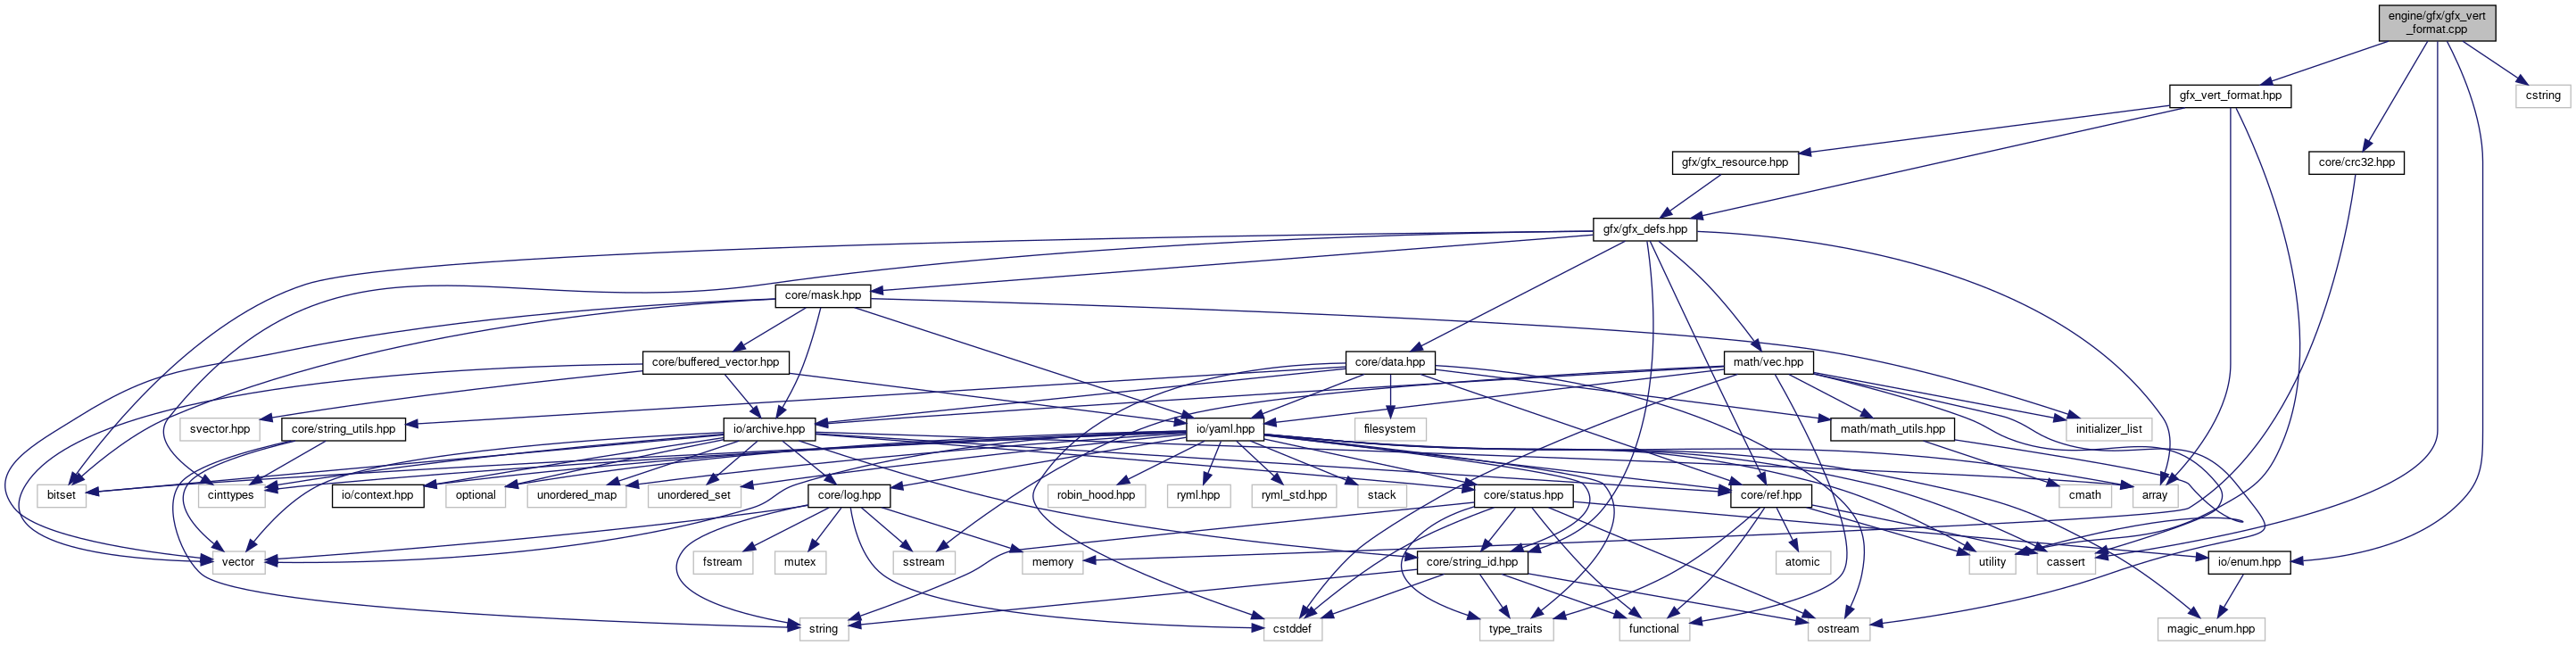 engine/gfx/gfx_vert
_format.cpp
gfx_vert_format.hpp
cstring
gfx/gfx_resource.hpp
core/crc32.hpp
gfx/gfx_defs.hpp
core/mask.hpp
core/buffered_vector.hpp
core/data.hpp
math/vec.hpp
svector.hpp
core/string_utils.hpp
io/archive.hpp
io/yaml.hpp
filesystem
math/math_utils.hpp
initializer_list
bitset
cinttypes
io/context.hpp
optional
unordered_map
unordered_set
core/log.hpp
robin_hood.hpp
ryml.hpp
ryml_std.hpp
stack
core/status.hpp
core/ref.hpp
cmath
array
vector
fstream
mutex
sstream
memory
core/string_id.hpp
atomic
utility
cassert
io/enum.hpp
string
cstddef
type_traits
functional
ostream
magic_enum.hpp